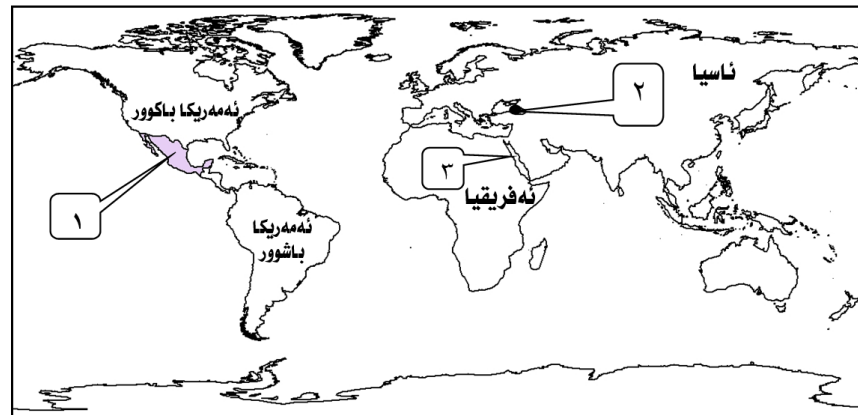 ئاسیا
٢
ئەمەریکا باکوور
٣
ئەفریقیا
١
ئەمەریکا
باشوور